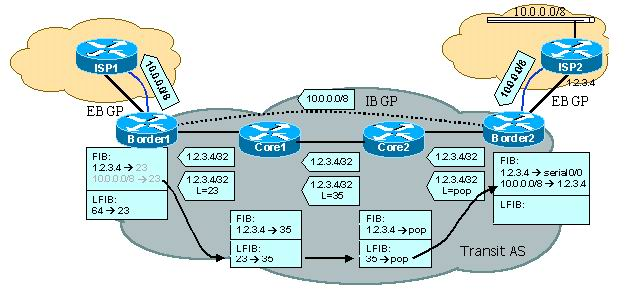 10.0.0.0/8
ISP1
ISP2
10.0.0.0/8
10.0.0.0/8
1.2.3.4
EBGP
10.0.0.0/8
IBGP
EBGP
Border1
Core1
Core2
Border2
FIB:
1.2.3.4 → 23
10.0.0.0/8 → 23
LFIB:
64 → 23
1.2.3.4/32
1.2.3.4/32
L=23
1.2.3.4/32
1.2.3.4/32
L=35
1.2.3.4/32
1.2.3.4/32
L=pop
FIB:
1.2.3.4 → serial0/0
10.0.0.0/8 → 1.2.3.4
LFIB:
FIB:
1.2.3.4 → 35
LFIB:
23 → 35
FIB:
1.2.3.4 → pop
LFIB:
35 → pop
Transit AS